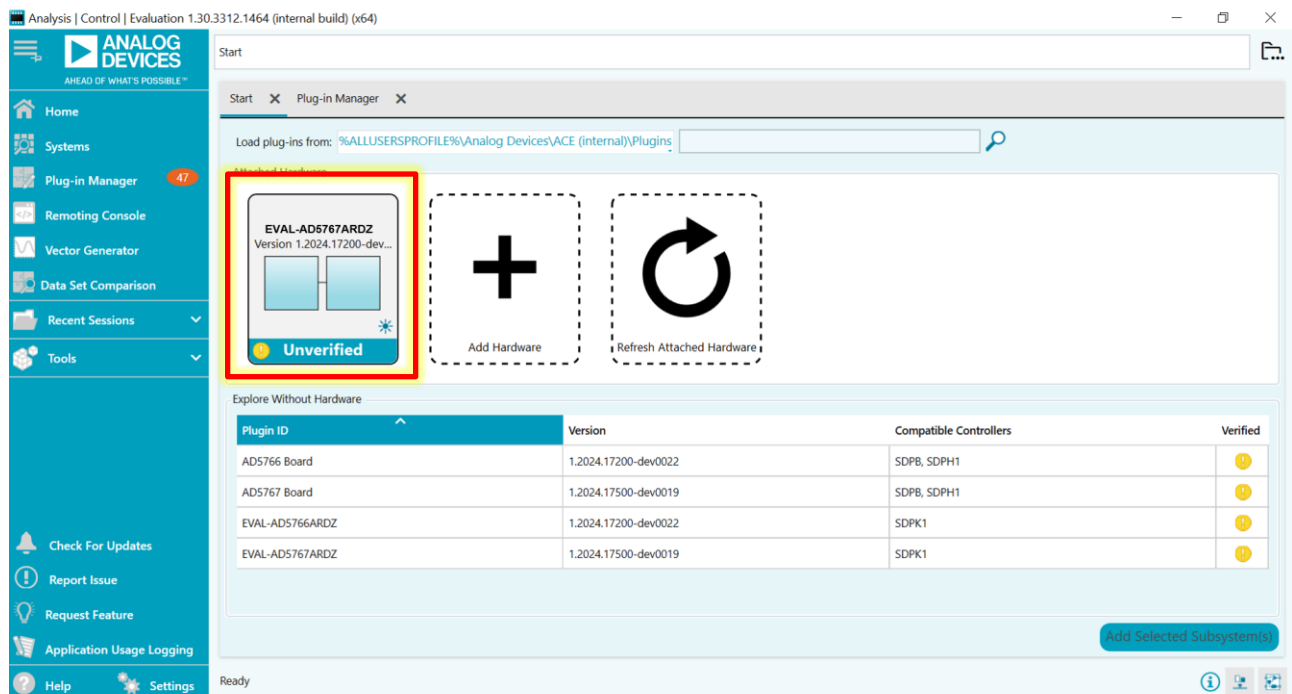 Analysis | Control | Evaluation 1.30.3312.1464 (internal build) (x64)
ANALOG
DEVICES
AHEAD OF WHAT'S POSSIBLE™
Start
Home
Systems
Plug-in Manager 47
Remoting Console
Vector Generator
Data Set Comparison
Recent Sessions
Tools
Check For Updates
Report Issue
Request Feature
Application Usage Logging
Help Settings
Start Plug-in Manager
Load plug-ins from: %ALLUSERSPROFILE%\Analog Devices\ACE (internal)\Plugins
Attached Hardware
EVAL-AD5767ARDZ
Version 1.2024.17200-dev...
Unverified
Add Hardware
Refresh Attached Hardware
Explore Without Hardware
Plugin ID Version Compatible Controllers Verified
AD5766 Board 1.2024.17200-dev0022 SDPB, SDPH1
AD5767 Board 1.2024.17500-dev0019 SDPB, SDPH1
EVAL-AD5766ARDZ 1.2024.17200-dev0022 SDPK1
EVAL-AD5767ARDZ 1.2024.17500-dev0019 SDPK1
Add Selected Subsystem(s)
Ready